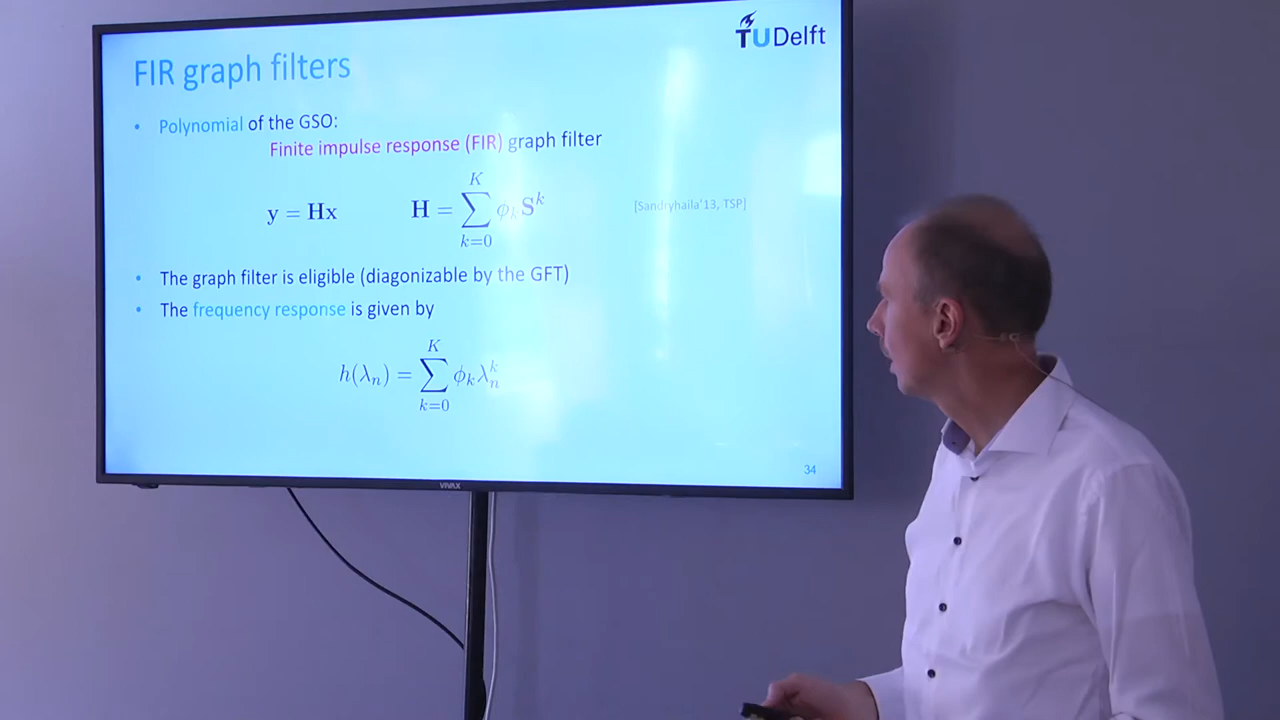 TUDelft
FIR graph filters
• Polynomial of the GSO:
Finite impulse response (FIR) graph filter
y = Hx    H = ∑_{k=0}^{K} ϕ_k S^k    [Sandryhaila'13, TSP]
• The graph filter is eligible (diagonizable by the GFT)
• The frequency response is given by
h(λ_n) = ∑_{k=0}^{K} ϕ_k λ_n^k
34
VIVAX